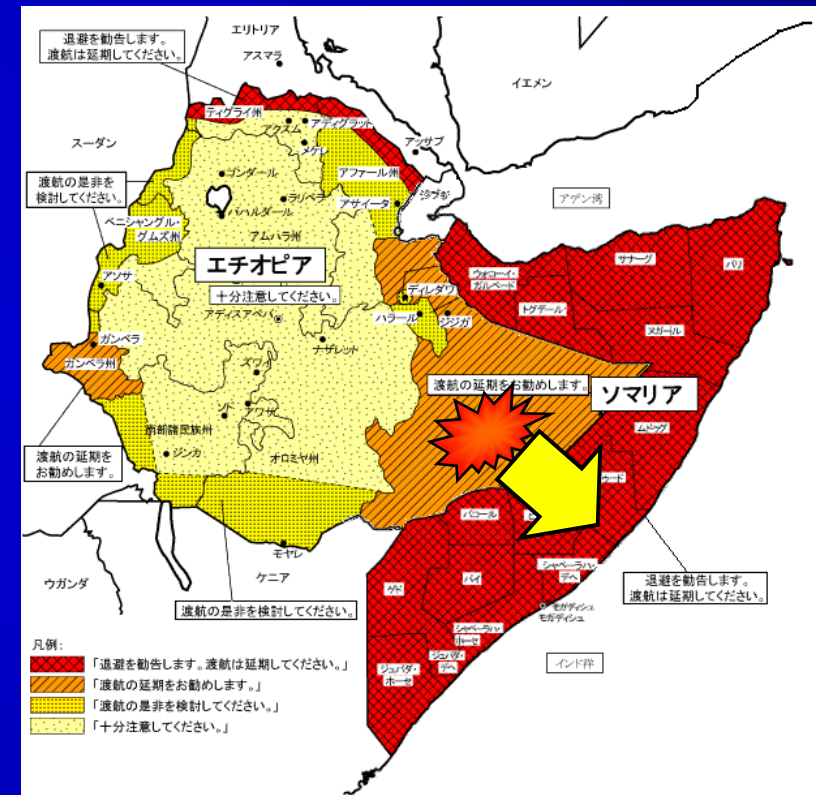 エリトリア
退避を勧告します。
渡航は延期してください。
アスマラ
イエメン
ティグライ州
アクスム
アディグラット
スーダン
メケレ
アッサブ
渡航の是非を
検討してください。
ゴンダール
アファール州
ジブチ
アデン湾
ラリベラ
アサイータ
ベニシャングル・
グムズ州
バハルダール
アムハラ州
サナーグ
バリ
エチオピア
ウォコーイ・
ガルベード
アソサ
十分注意してください。
ディレダワ
トグデール
アディスアベバ
ハラール
ジジガ
ヌガール
ガンベラ
ナザレット
ガンベラ州
ズワイ
渡航の延期をお勧めします。
ソマリア
ソド
アワサ
ムドゥグ
南部諸民族州
渡航の延期を
お勧めします。
ジンカ
オロミヤ州
ゥード
バコール
モヤレ
シャベーラハ・
デヘ
ウガンダ
ケニア
ゲド
バイ
退避を勧告します。
渡航は延期してください。
渡航の是非を検討してください。
モガディシュ
モガディシュ
シャベーラハ・
ホーセ
凡例:
ジュバダ・
デヘ
インド洋
「退避を勧告します。渡航は延期してください。」
ジュバダ・
ホーセ
「渡航の延期をお勧めします。」
「渡航の是非を検討してください。」
「十分注意してください。」